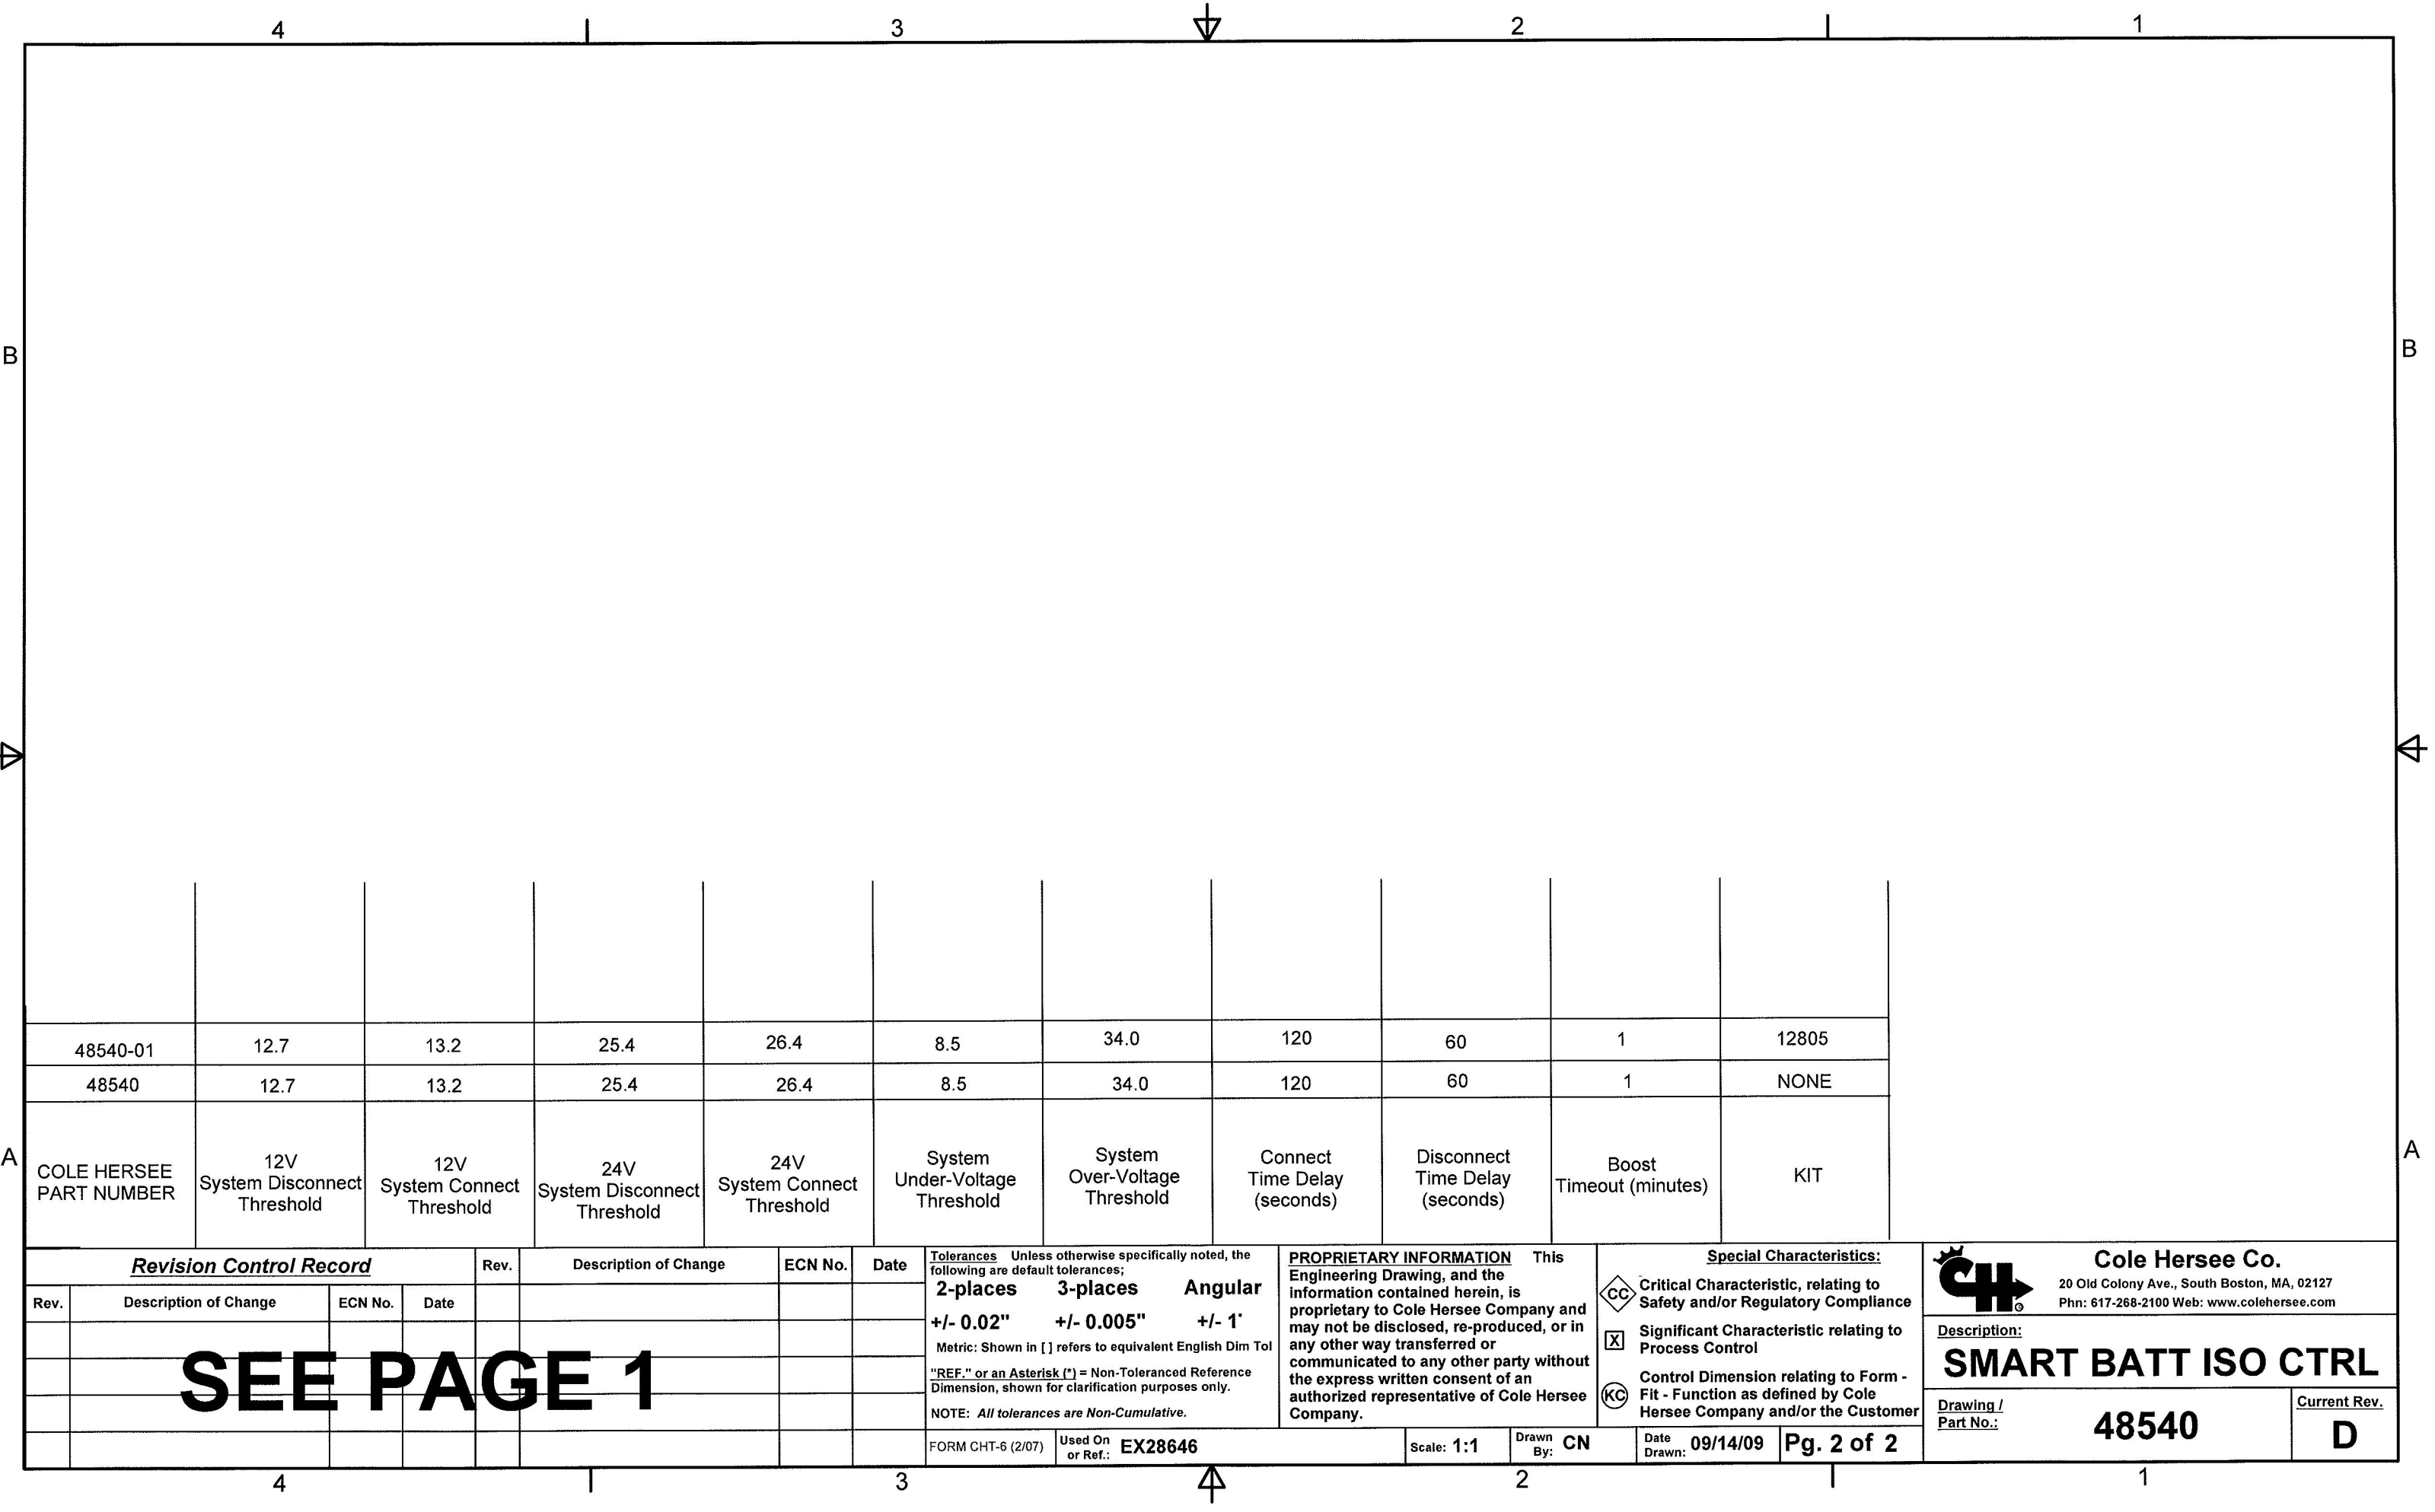 4 3 2 1
B B
48540-01 12.7 13.2 25.4 26.4 8.5 34.0 120 60 1 12805
48540 12.7 13.2 25.4 26.4 8.5 34.0 120 60 1 NONE
A A
COLE HERSEE
PART NUMBER
12V
System Disconnect
Threshold
12V
System Connect
Threshold
24V
System Disconnect
Threshold
24V
System Connect
Threshold
System
Under-Voltage
Threshold
System
Over-Voltage
Threshold
Connect
Time Delay
(seconds)
Disconnect
Time Delay
(seconds)
Boost
Timeout (minutes)
KIT
Revision Control Record
Rev. Description of Change ECN No. Date
Rev. Description of Change ECN No. Date
SEE PAGE 1
Tolerances Unless otherwise specifically noted, the
following are default tolerances;
2-places 3-places Angular
+/- 0.02" +/- 0.005" +/- 1°
Metric: Shown in [ ] refers to equivalent English Dim Tol
"REF." or an Asterisk (*) = Non-Toleranced Reference
Dimension, shown for clarification purposes only.
NOTE: All tolerances are Non-Cumulative.
PROPRIETARY INFORMATION This
Engineering Drawing, and the
information contained herein, is
proprietary to Cole Hersee Company and
may not be disclosed, re-produced, or in
any other way transferred or
communicated to any other party without
the express written consent of an
authorized representative of Cole Hersee
Company.
Special Characteristics:
CC Critical Characteristic, relating to
Safety and/or Regulatory Compliance
X Significant Characteristic relating to
Process Control
KC Control Dimension relating to Form -
Fit - Function as defined by Cole
Hersee Company and/or the Customer
CH
Cole Hersee Co.
20 Old Colony Ave., South Boston, MA, 02127
Phn: 617-268-2100 Web: www.colehersee.com
Description:
SMART BATT ISO CTRL
Drawing /
Part No.:
48540
Current Rev.
D
FORM CHT-6 (2/07)
Used On
or Ref.:
EX28646
Scale: 1:1
Drawn
By:
CN
Date
Drawn:
09/14/09
Pg. 2 of 2
4 3 2 1